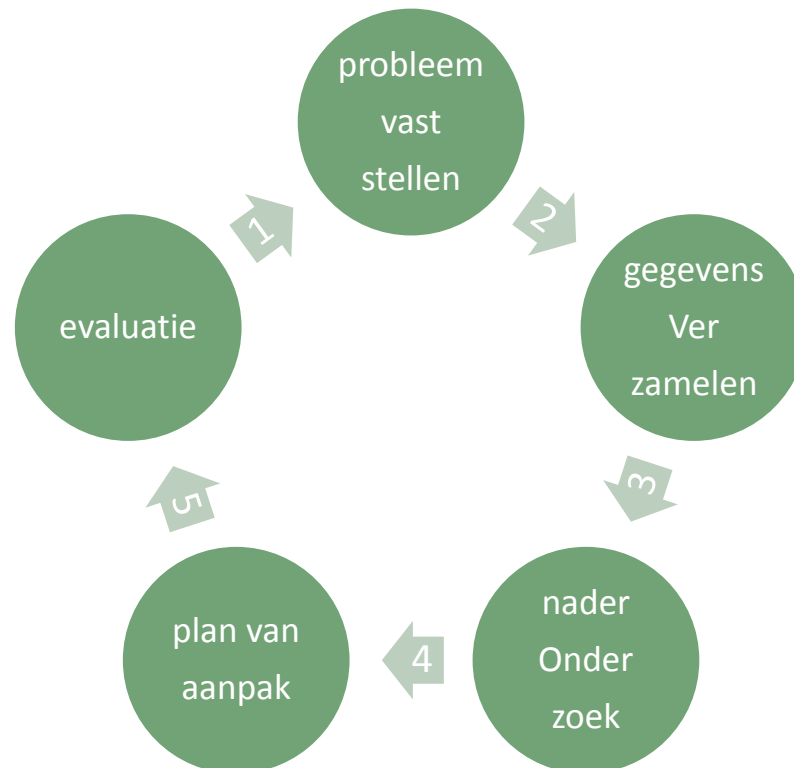 probleem
vast
stellen
1
2
gegevens
Ver
zamelen
evaluatie
3
5
nader
Onder
zoek
4
plan van
aanpak